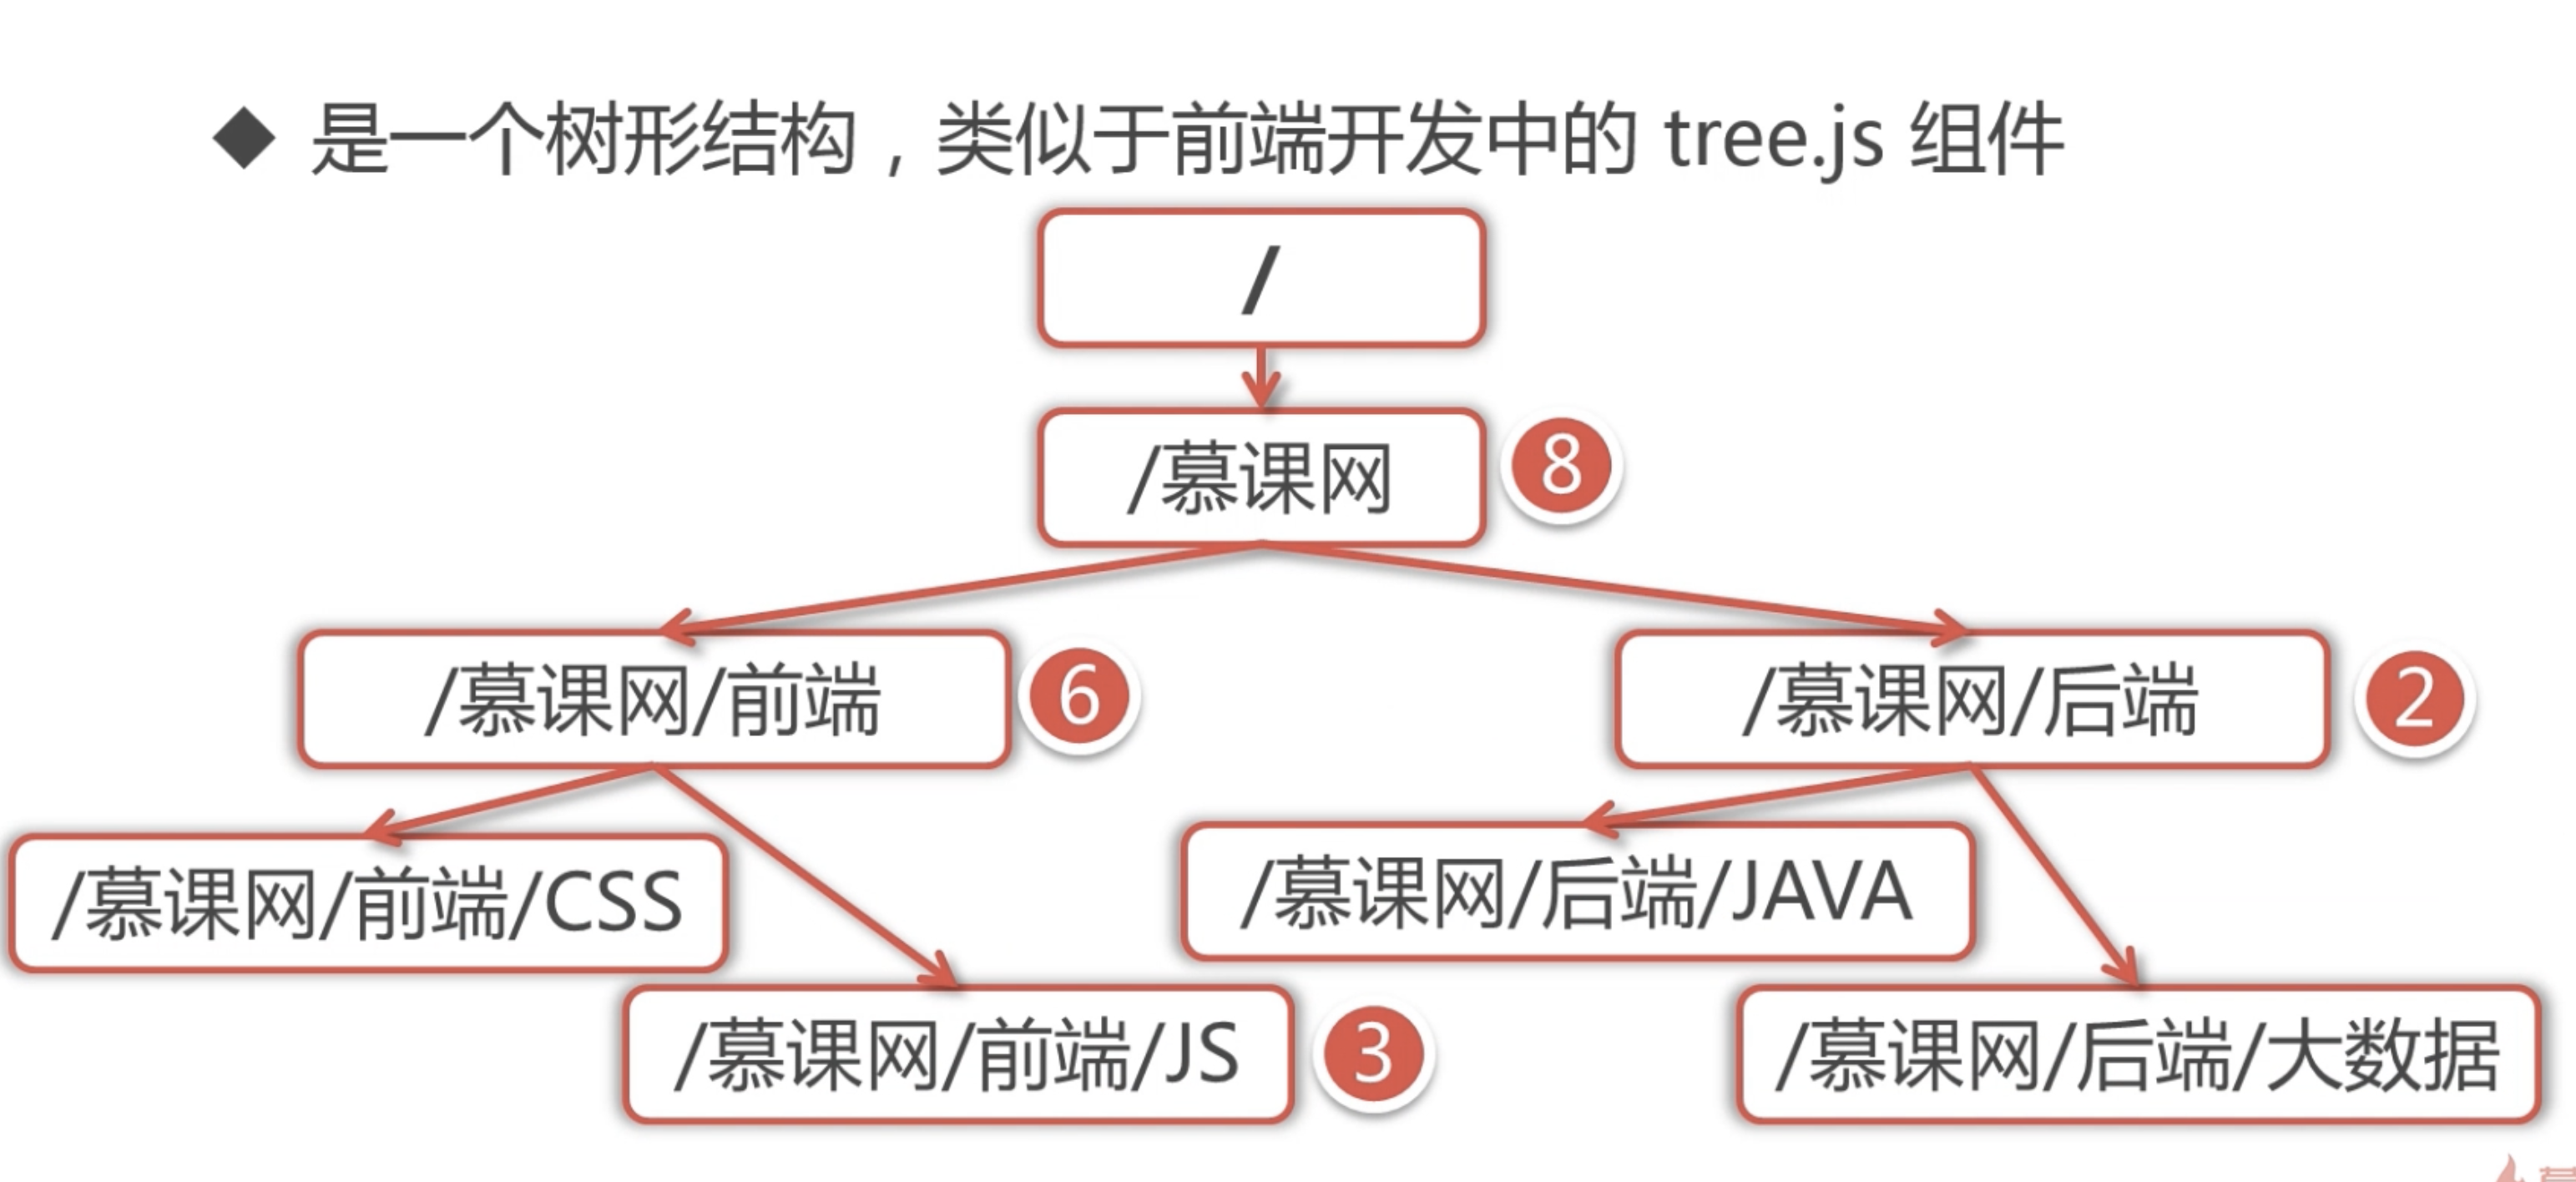 ◆ 是一个树形结构，类似于前端开发中的 tree.js 组件
/
/慕课网
8
/慕课网/前端
6
/慕课网/后端
2
/慕课网/前端/CSS
/慕课网/后端/JAVA
/慕课网/前端/JS
3
/慕课网/后端/大数据